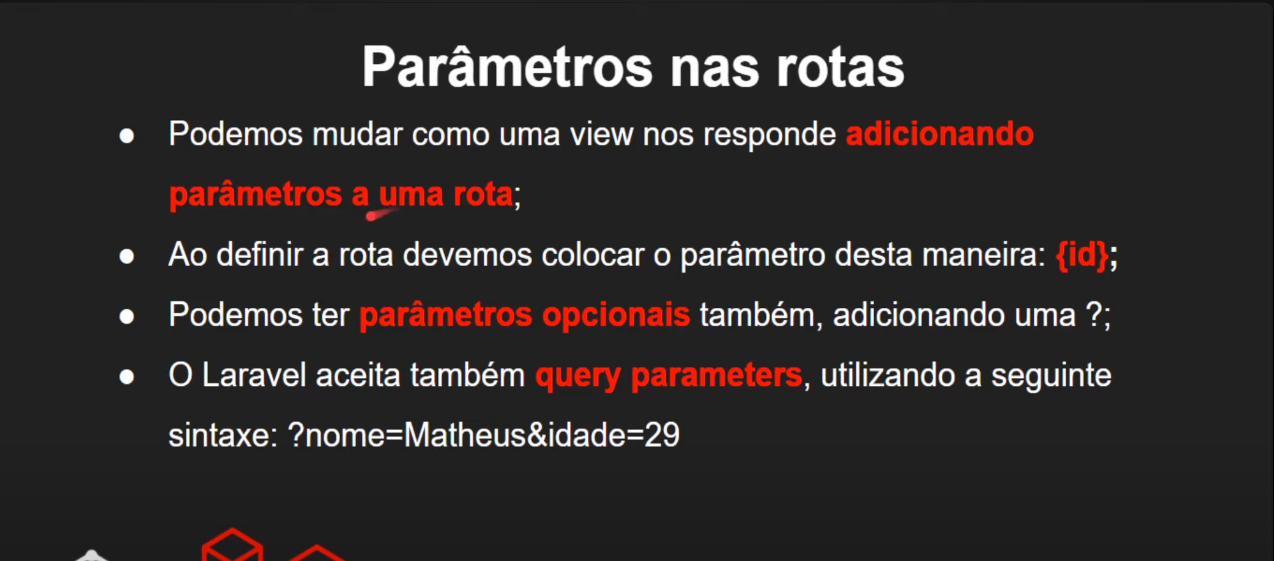 Parâmetros nas rotas
● Podemos mudar como uma view nos responde adicionando
parâmetros a uma rota;
● Ao definir a rota devemos colocar o parâmetro desta maneira: {id};
● Podemos ter parâmetros opcionais também, adicionando uma ?;
● O Laravel aceita também query parameters, utilizando a seguinte
sintaxe: ?nome=Matheus&idade=29